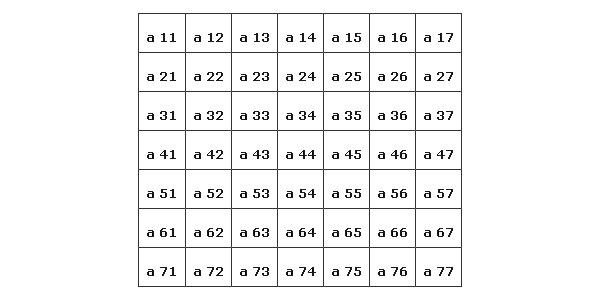 a 11 a 12 a 13 a 14 a 15 a 16 a 17
a 21 a 22 a 23 a 24 a 25 a 26 a 27
a 31 a 32 a 33 a 34 a 35 a 36 a 37
a 41 a 42 a 43 a 44 a 45 a 46 a 47
a 51 a 52 a 53 a 54 a 55 a 56 a 57
a 61 a 62 a 63 a 64 a 65 a 66 a 67
a 71 a 72 a 73 a 74 a 75 a 76 a 77